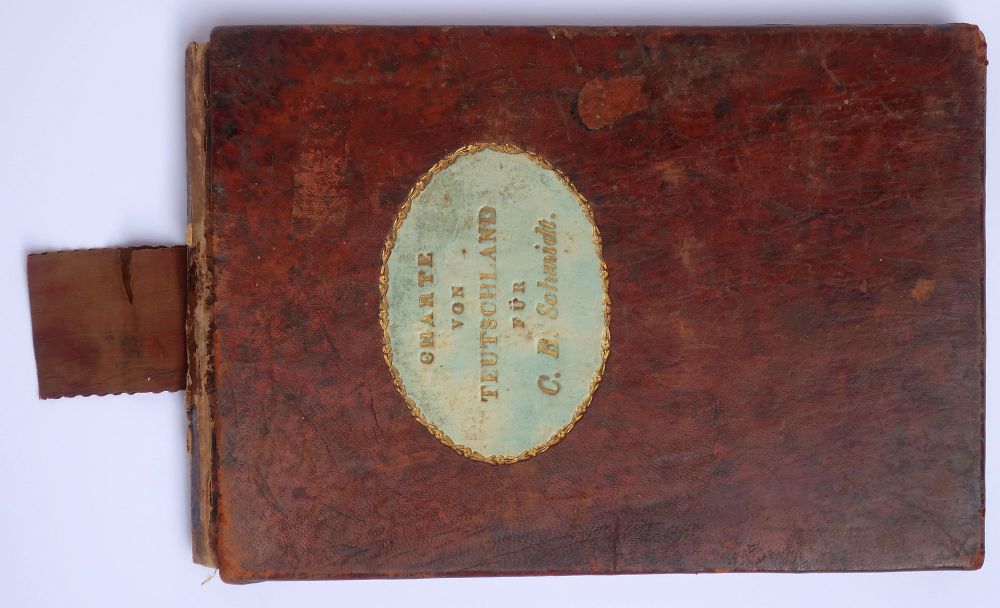 CHARTE
VON
TEUTSCHLAND
FÜR
C. B. Schmidt.